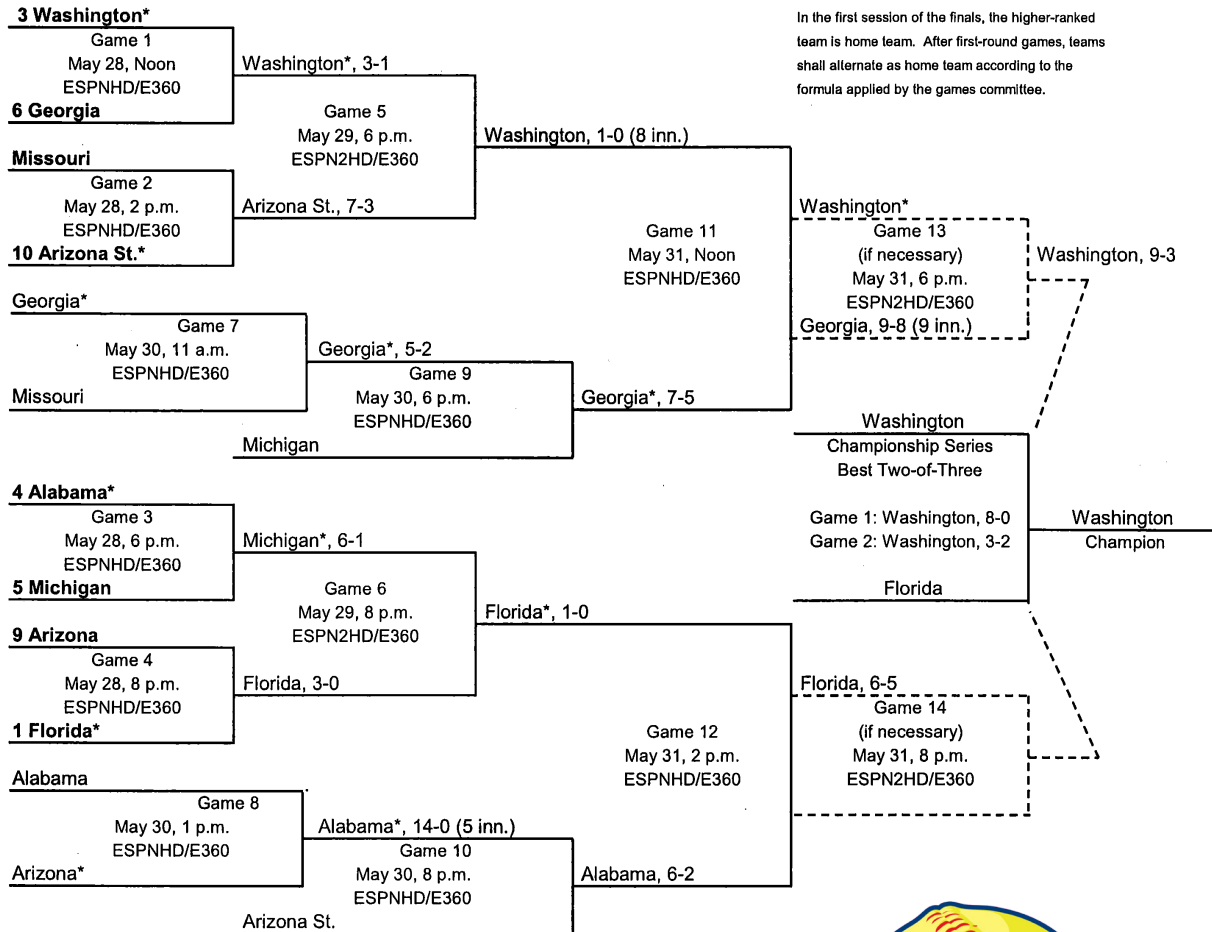 In the first session of the finals, the higher-ranked
team is home team. After first-round games, teams
shall alternate as home team according to the
formula applied by the games committee.
3 Washington*
Game 1
May 28, Noon
ESPNHD/E360
6 Georgia
Washington*, 3-1
Game 5
May 29, 6 p.m.
ESPN2HD/E360
Missouri
Game 2
May 28, 2 p.m.
ESPNHD/E360
10 Arizona St.*
Arizona St., 7-3
Washington, 1-0 (8 inn.)
Game 11
May 31, Noon
ESPNHD/E360
Georgia*
Game 7
May 30, 11 a.m.
ESPNHD/E360
Missouri
Georgia*, 5-2
Game 9
May 30, 6 p.m.
ESPNHD/E360
Michigan
Georgia*, 7-5
Washington*
Game 13
(if necessary)
May 31, 6 p.m.
ESPN2HD/E360
Georgia, 9-8 (9 inn.)
Washington, 9-3
4 Alabama*
Game 3
May 28, 6 p.m.
ESPNHD/E360
5 Michigan
Michigan*, 6-1
Game 6
May 29, 8 p.m.
ESPN2HD/E360
9 Arizona
Game 4
May 28, 8 p.m.
ESPNHD/E360
1 Florida*
Florida, 3-0
Florida*, 1-0
Game 12
May 31, 2 p.m.
ESPNHD/E360
Alabama
Game 8
May 30, 1 p.m.
ESPNHD/E360
Arizona*
Alabama*, 14-0 (5 inn.)
Game 10
May 30, 8 p.m.
ESPNHD/E360
Arizona St.
Alabama, 6-2
Florida, 6-5
Game 14
(if necessary)
May 31, 8 p.m.
ESPN2HD/E360
Washington
Championship Series
Best Two-of-Three
Game 1: Washington, 8-0
Game 2: Washington, 3-2
Florida
Washington
Champion